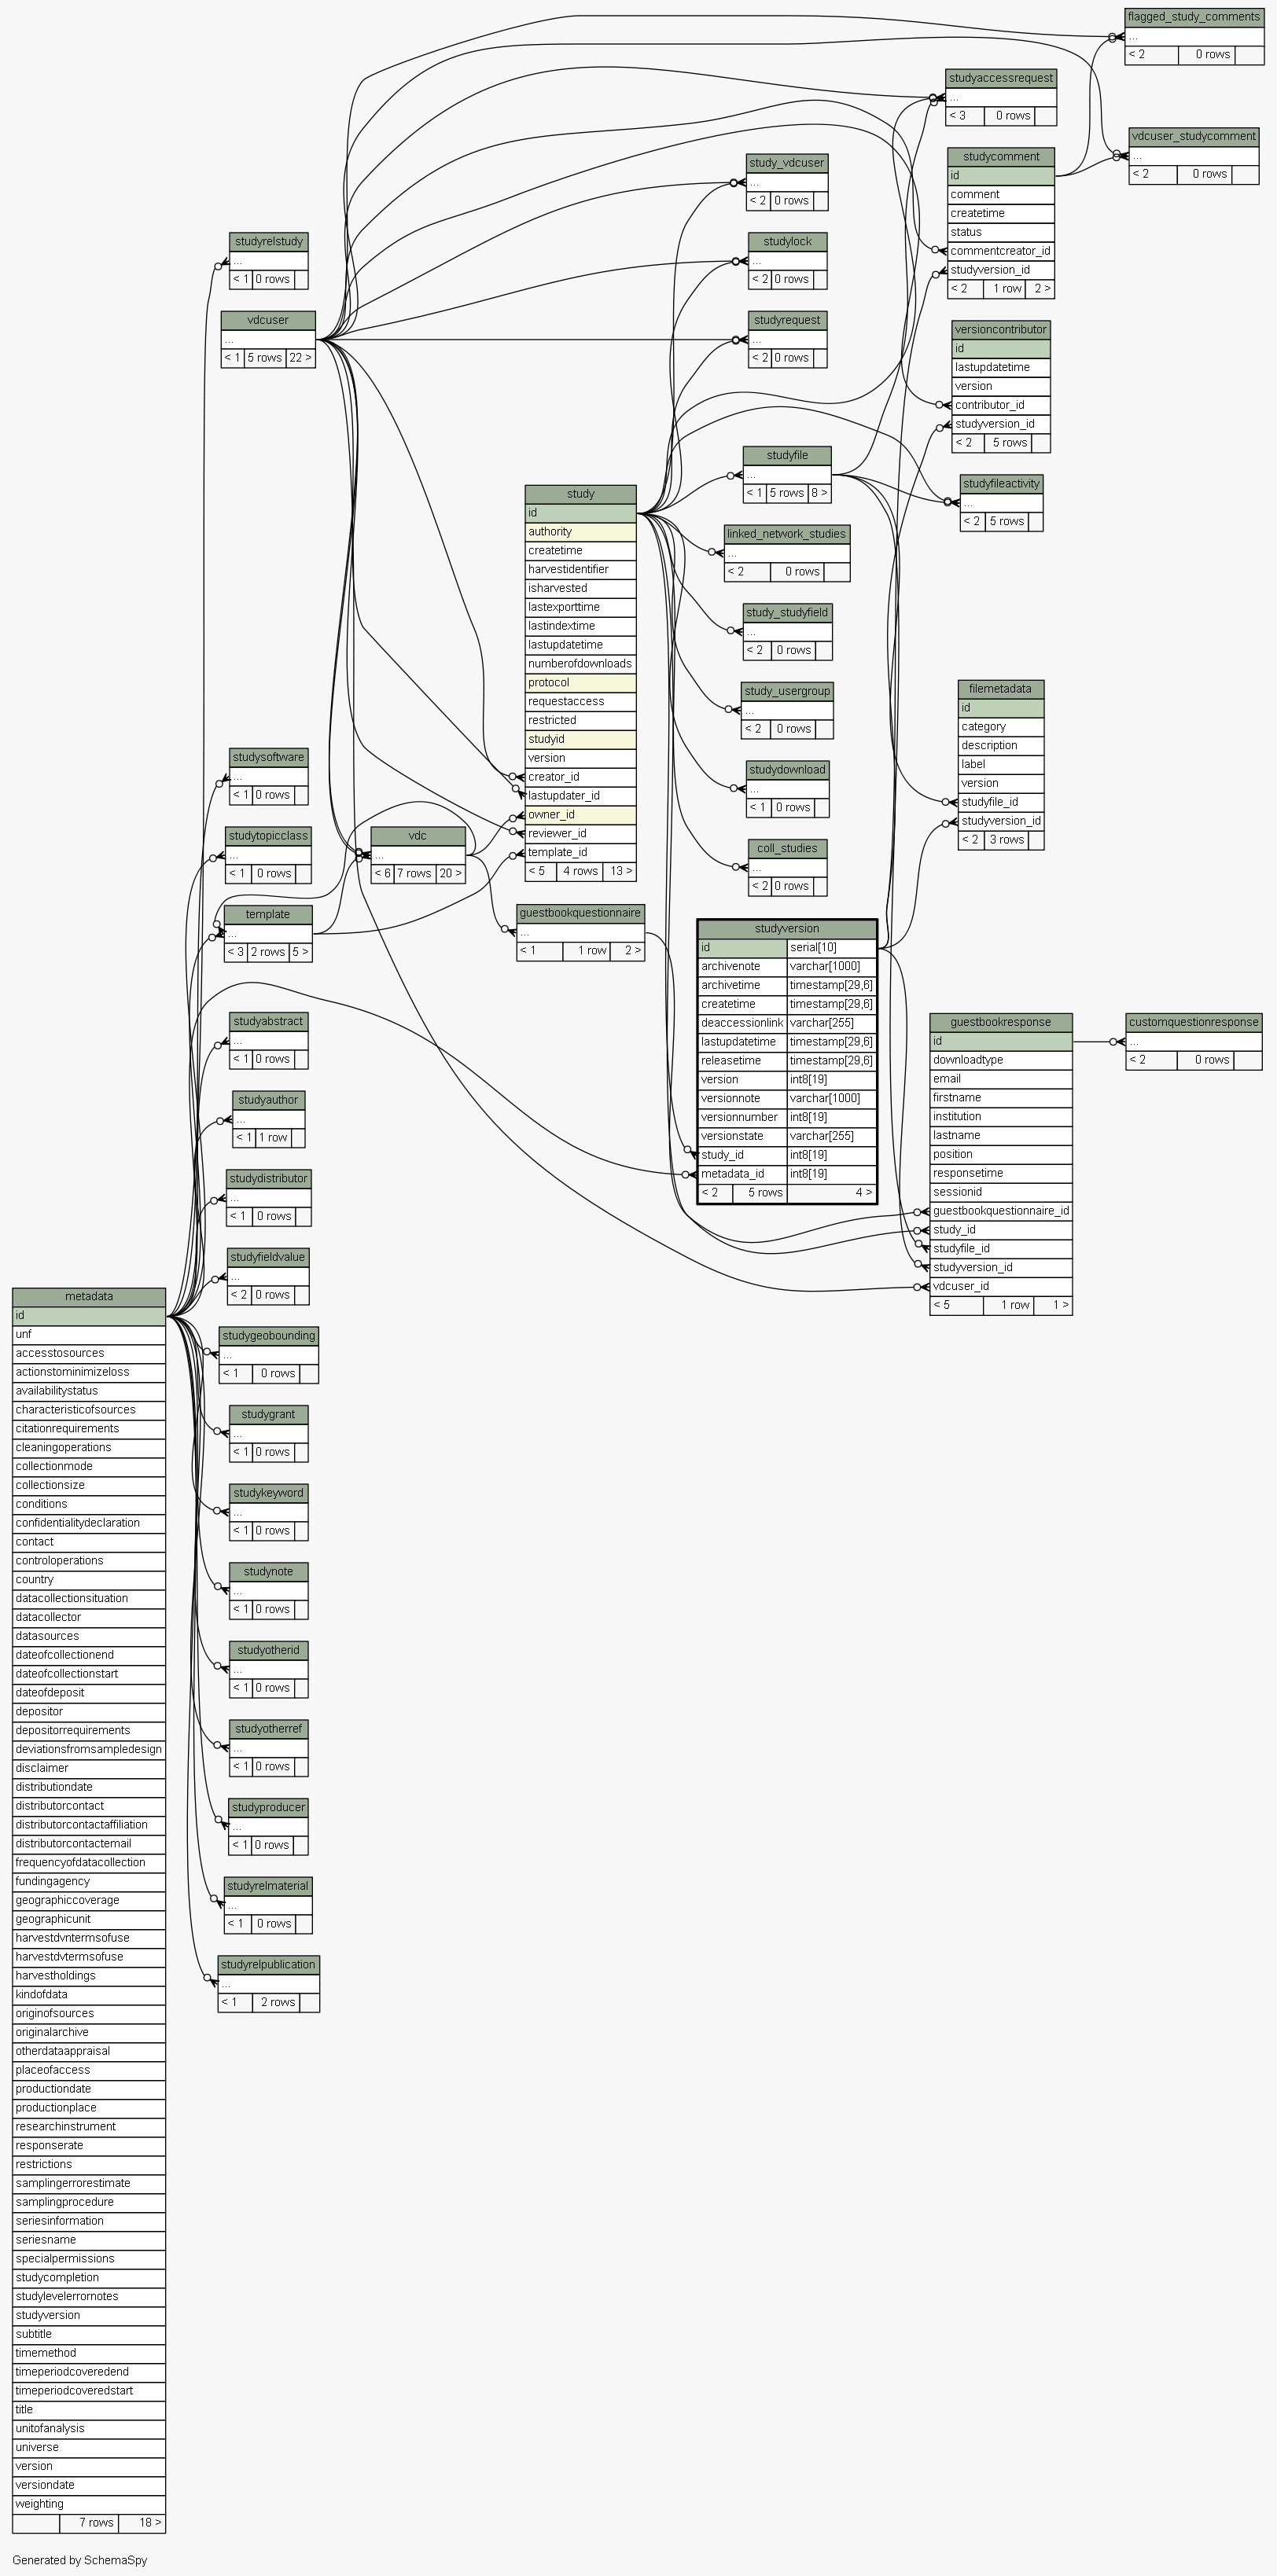 flagged_study_comments
...
< 2 0 rows
studyaccessrequest
...
< 3 0 rows
vdcuser_studycomment
...
< 2 0 rows
studycomment
id
comment
createtime
status
commentcreator_id
studyversion_id
< 2 1 row 2 >
study_vdcuser
...
< 2 0 rows
studylock
...
< 2 0 rows
studyrelstudy
...
< 1 0 rows
vdcuser
...
< 1 5 rows 22 >
studyrequest
...
< 2 0 rows
versioncontributor
id
lastupdatetime
version
contributor_id
studyversion_id
< 2 5 rows
studyfile
...
< 1 5 rows 8 >
studyfileactivity
...
< 2 5 rows
study
id
authority
createtime
harvestidentifier
isharvested
lastexporttime
lastindextime
lastupdatetime
numberofdownloads
protocol
requestaccess
restricted
studyid
version
creator_id
lastupdater_id
owner_id
reviewer_id
template_id
< 5 4 rows 13 >
linked_network_studies
...
< 2 0 rows
study_studyfield
...
< 2 0 rows
study_usergroup
...
< 2 0 rows
studydownload
...
< 1 0 rows
coll_studies
...
< 2 0 rows
filemetadata
id
category
description
label
version
studyfile_id
studyversion_id
< 2 3 rows
studysoftware
...
< 1 0 rows
studytopicclass
...
< 1 0 rows
vdc
...
< 6 7 rows 20 >
template
...
< 3 2 rows 5 >
guestbookquestionnaire
...
< 1 1 row 2 >
studyversion
id serial[10]
archivenote varchar[1000]
archivetime timestamp[29,6]
createtime timestamp[29,6]
deaccessionlink varchar[255]
lastupdatetime timestamp[29,6]
releasetime timestamp[29,6]
version int8[19]
versionnote varchar[1000]
versionnumber int8[19]
versionstate varchar[255]
study_id int8[19]
metadata_id int8[19]
< 2 5 rows 4 >
guestbookresponse
id
downloadtype
email
firstname
institution
lastname
position
responsetime
sessionid
guestbookquestionnaire_id
study_id
studyfile_id
studyversion_id
vdcuser_id
< 5 1 row 1 >
customquestionresponse
...
< 2 0 rows
studyabstract
...
< 1 0 rows
studyauthor
...
< 1 1 row
studydistributor
...
< 1 0 rows
studyfieldvalue
...
< 2 0 rows
studygeobounding
...
< 1 0 rows
studygrant
...
< 1 0 rows
studykeyword
...
< 1 0 rows
studynote
...
< 1 0 rows
studyotherid
...
< 1 0 rows
studyotherref
...
< 1 0 rows
studyproducer
...
< 1 0 rows
studyrelmaterial
...
< 1 0 rows
studyrelpublication
...
< 1 2 rows
metadata
id
unf
accesstosources
actionstominimizeloss
availabilitystatus
characteristicofsources
citationrequirements
cleaningoperations
collectionmode
collectionsize
conditions
confidentialitydeclaration
contact
controloperations
country
datacollectionsituation
datacollector
datasources
dateofcollectionend
dateofcollectionstart
dateofdeposit
depositor
depositorrequirements
deviationsfromsampledesign
disclaimer
distributiondate
distributorcontact
distributorcontactaffiliation
distributorcontactemail
frequencyofdatacollection
fundingagency
geographiccoverage
geographicunit
harvestdvntermsofuse
harvestdvtermsofuse
harvestholdings
kindofdata
originofsources
originalarchive
otherdataappraisal
placeofaccess
productiondate
productionplace
researchinstrument
responserate
restrictions
samplingerrorestimate
samplingprocedure
seriesinformation
seriesname
specialpermissions
studycompletion
studylevelerrornotes
studyversion
subtitle
timemethod
timeperiodcoveredend
timeperiodcoveredstart
title
unitofanalysis
universe
version
versiondate
weighting
7 rows 18 >
Generated by SchemaSpy